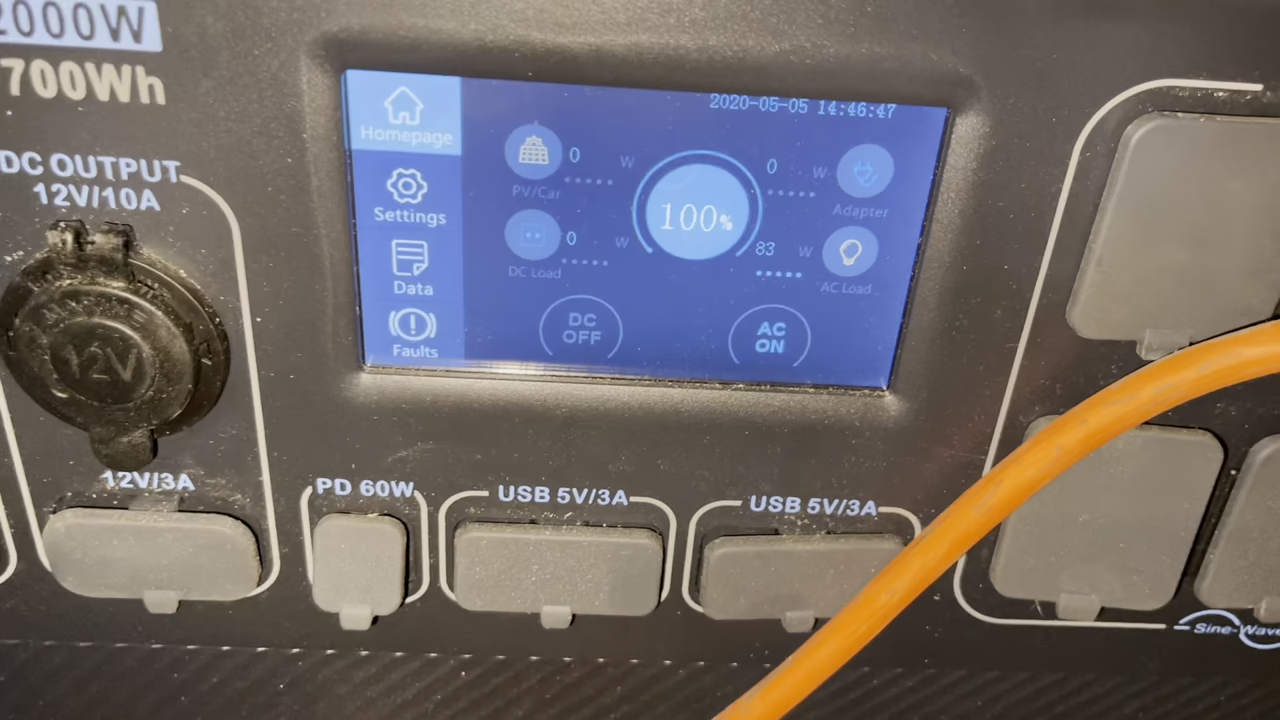 2000W
700Wh
DC OUTPUT
12V/10A
12V
12V/3A
2020-05-05 14:46:47
Homepage
Settings
Data
Faults
0 W
PV/Car
0 W
DC Load
100%
0 W
Adapter
83 W
AC Load
DC
OFF
AC
ON
PD 60W
USB 5V/3A
USB 5V/3A
Sine-Wave